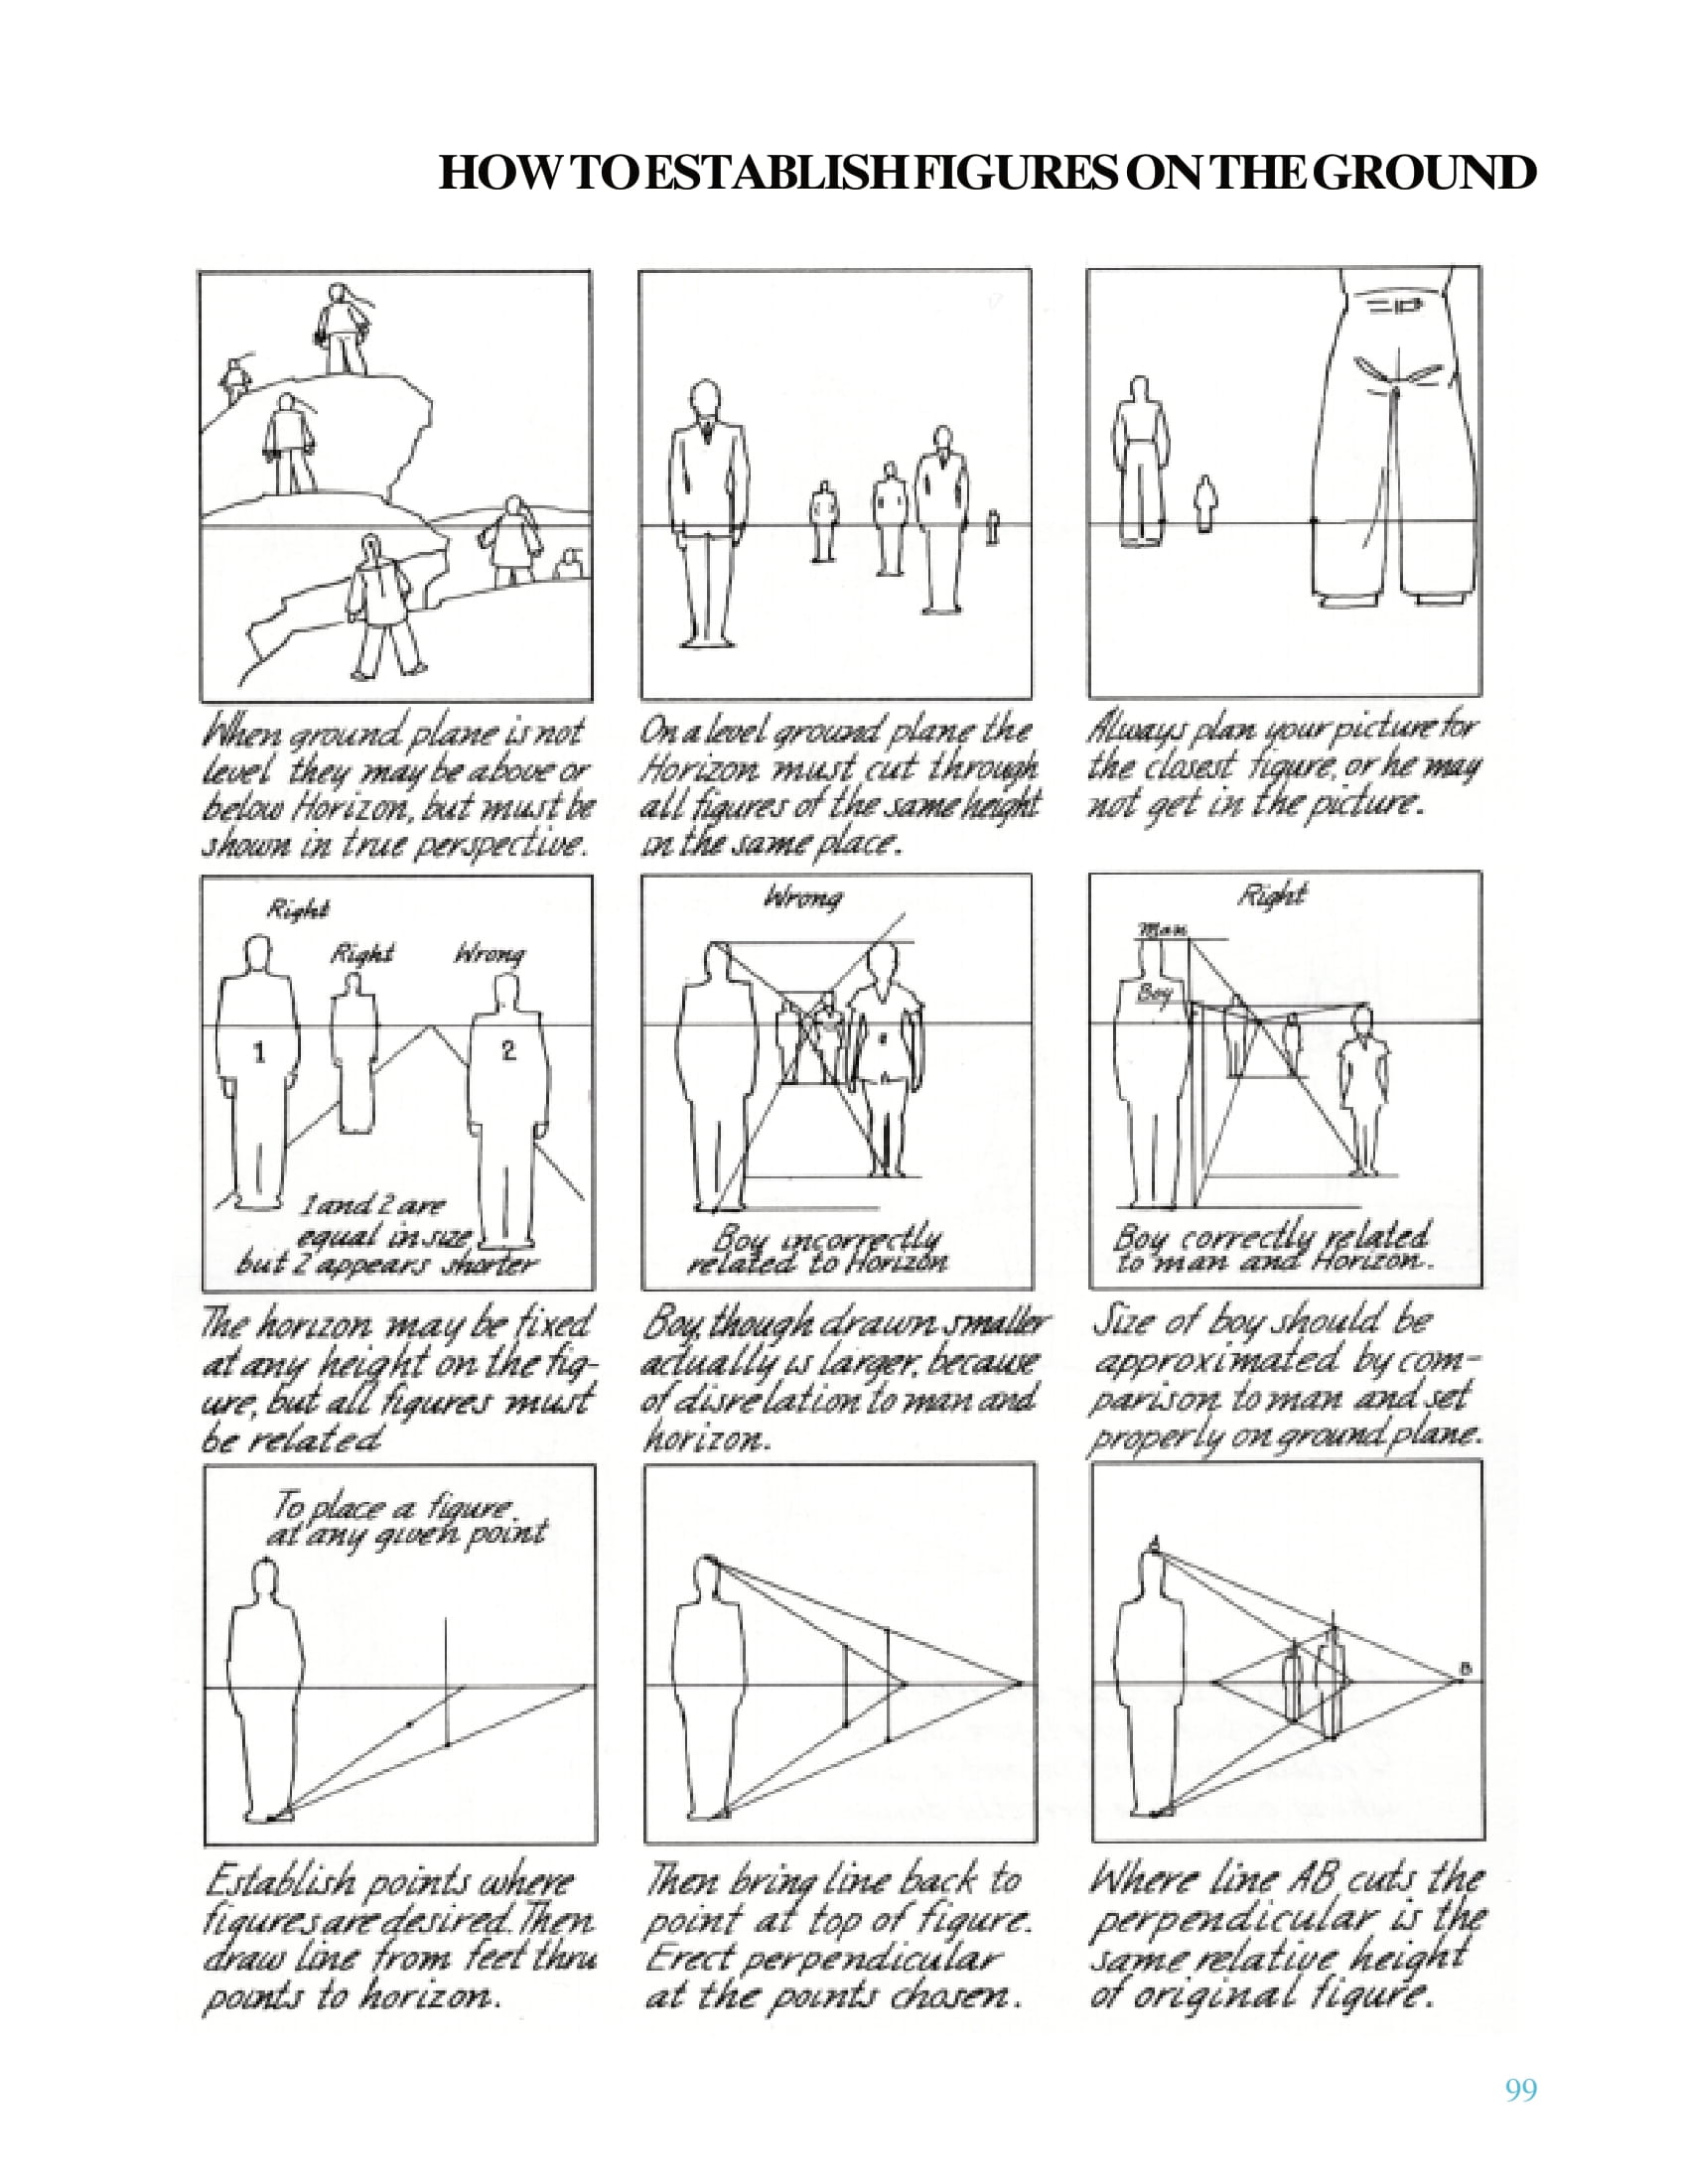 HOW TO ESTABLISH FIGURES ON THE GROUND
When ground plane is not
level they may be above or
below Horizon, but must be
shown in true perspective.
On a level ground plane the
Horizon must cut through
all figures of the same height
in the same place.
Always plan your picture for
the closest figure, or he may
not get in the picture.
Right
Right
Wrong
1
2
1 and 2 are
equal in size
but 2 appears shorter
Wrong
Boy incorrectly
related to Horizon
Right
Man
Boy
Boy correctly related
to man and Horizon.
The horizon may be fixed
at any height on the fig-
ure, but all figures must
be related
Boy, though drawn smaller
actually is larger, because
of disrelation to man and
horizon.
Size of boy should be
approximated by com-
parison to man and set
properly on ground plane.
To place a figure
at any given point
A
B
Establish points where
figures are desired. Then
draw line from feet thru
points to horizon.
Then bring line back to
point at top of figure.
Erect perpendicular
at the points chosen.
Where line AB cuts the
perpendicular is the
same relative height
of original figure.
99